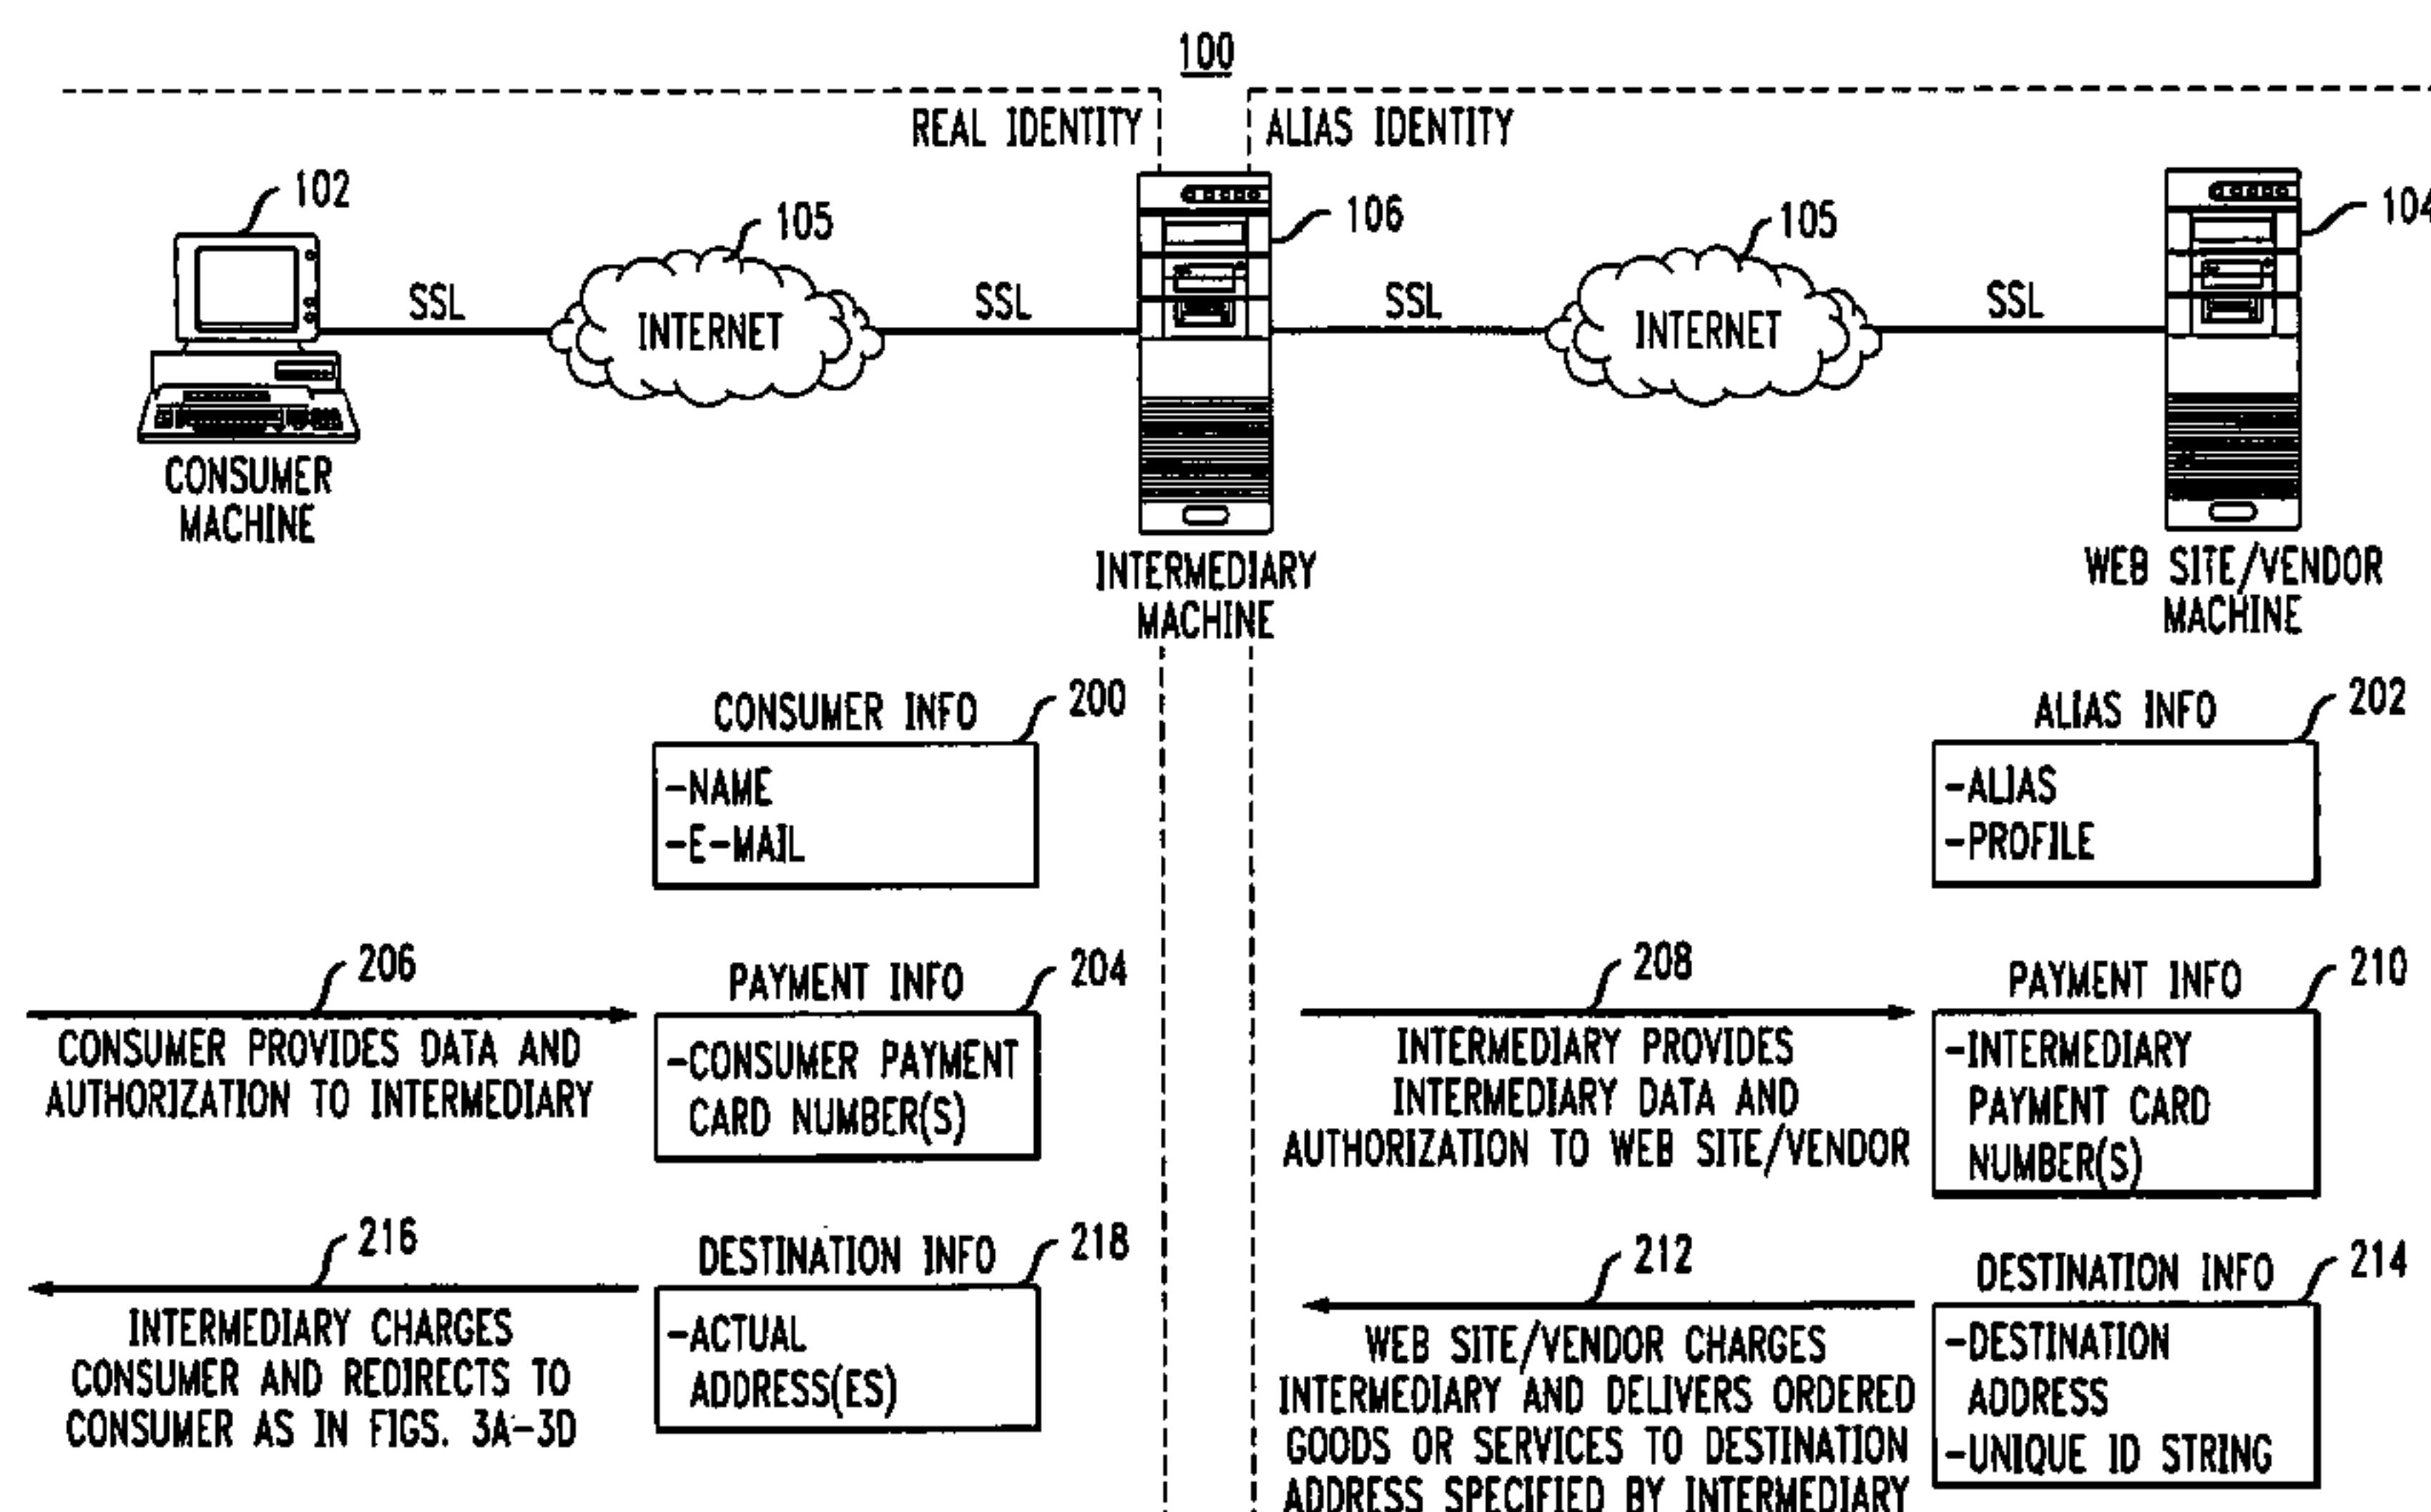 100
REAL IDENTITY
ALIAS IDENTITY
102
105
106
105
104
SSL
INTERNET
SSL
SSL
INTERNET
SSL
CONSUMER
MACHINE
INTERMEDIARY
MACHINE
WEB SITE/VENDOR
MACHINE
CONSUMER INFO
200
-NAME
-E-MAIL
ALIAS INFO
202
-ALIAS
-PROFILE
206
CONSUMER PROVIDES DATA AND
AUTHORIZATION TO INTERMEDIARY
PAYMENT INFO
204
-CONSUMER PAYMENT
CARD NUMBER(S)
208
INTERMEDIARY PROVIDES
INTERMEDIARY DATA AND
AUTHORIZATION TO WEB SITE/VENDOR
PAYMENT INFO
210
-INTERMEDIARY
PAYMENT CARD
NUMBER(S)
216
INTERMEDIARY CHARGES
CONSUMER AND REDIRECTS TO
CONSUMER AS IN FIGS. 3A-3D
DESTINATION INFO
218
-ACTUAL
ADDRESS(ES)
212
WEB SITE/VENDOR CHARGES
INTERMEDIARY AND DELIVERS ORDERED
GOODS OR SERVICES TO DESTINATION
ADDRESS SPECIFIED BY INTERMEDIARY
DESTINATION INFO
214
-DESTINATION
ADDRESS
-UNIQUE ID STRING